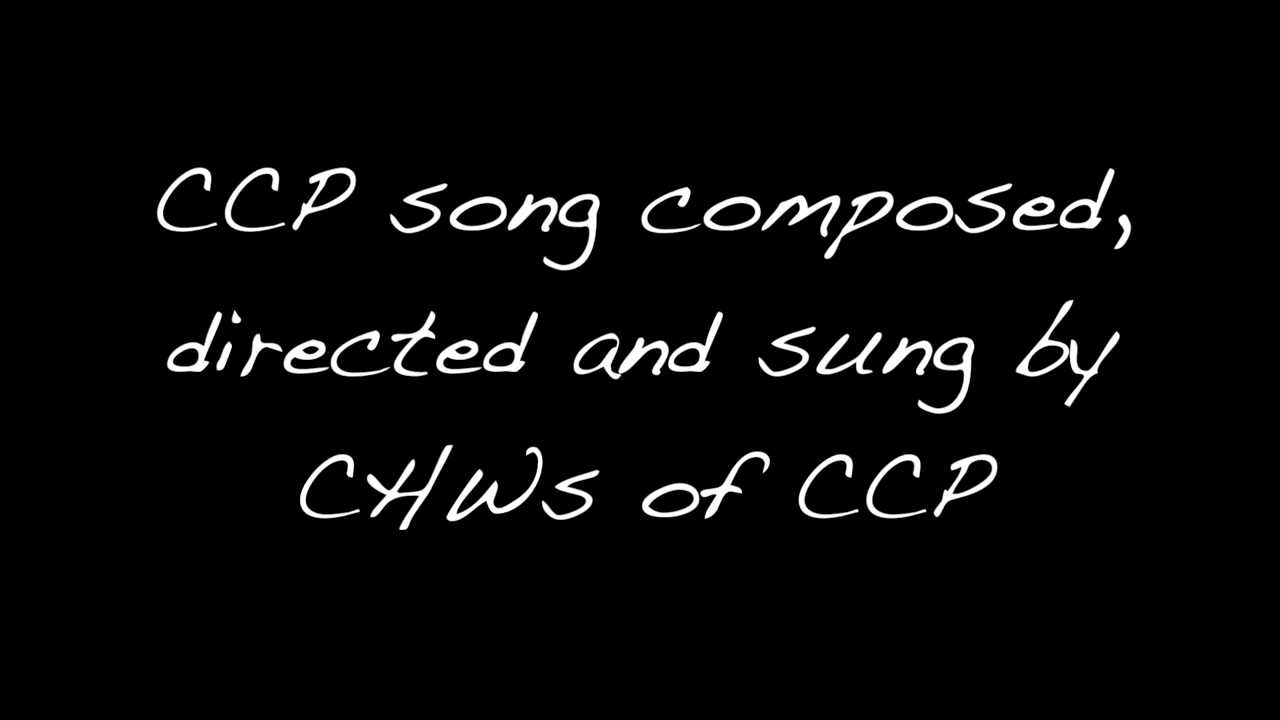 CCP song composed,
directed and sung by
CHWs of CCP